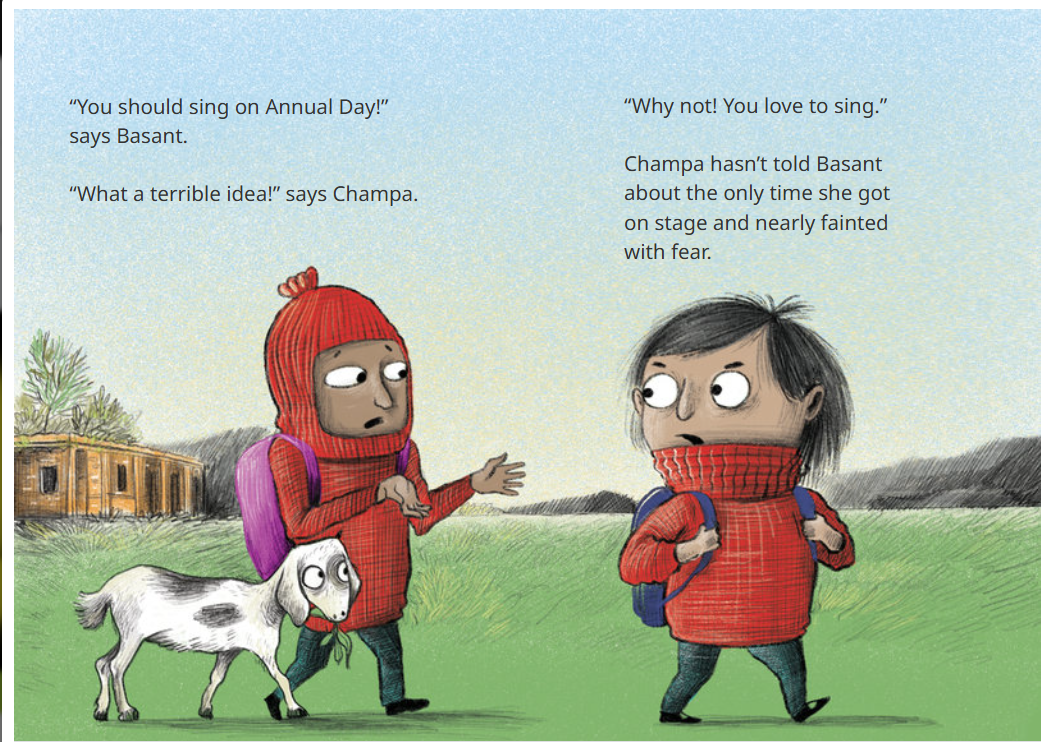 “You should sing on Annual Day!”
says Basant.
“What a terrible idea!” says Champa.
“Why not! You love to sing.”
Champa hasn’t told Basant
about the only time she got
on stage and nearly fainted
with fear.